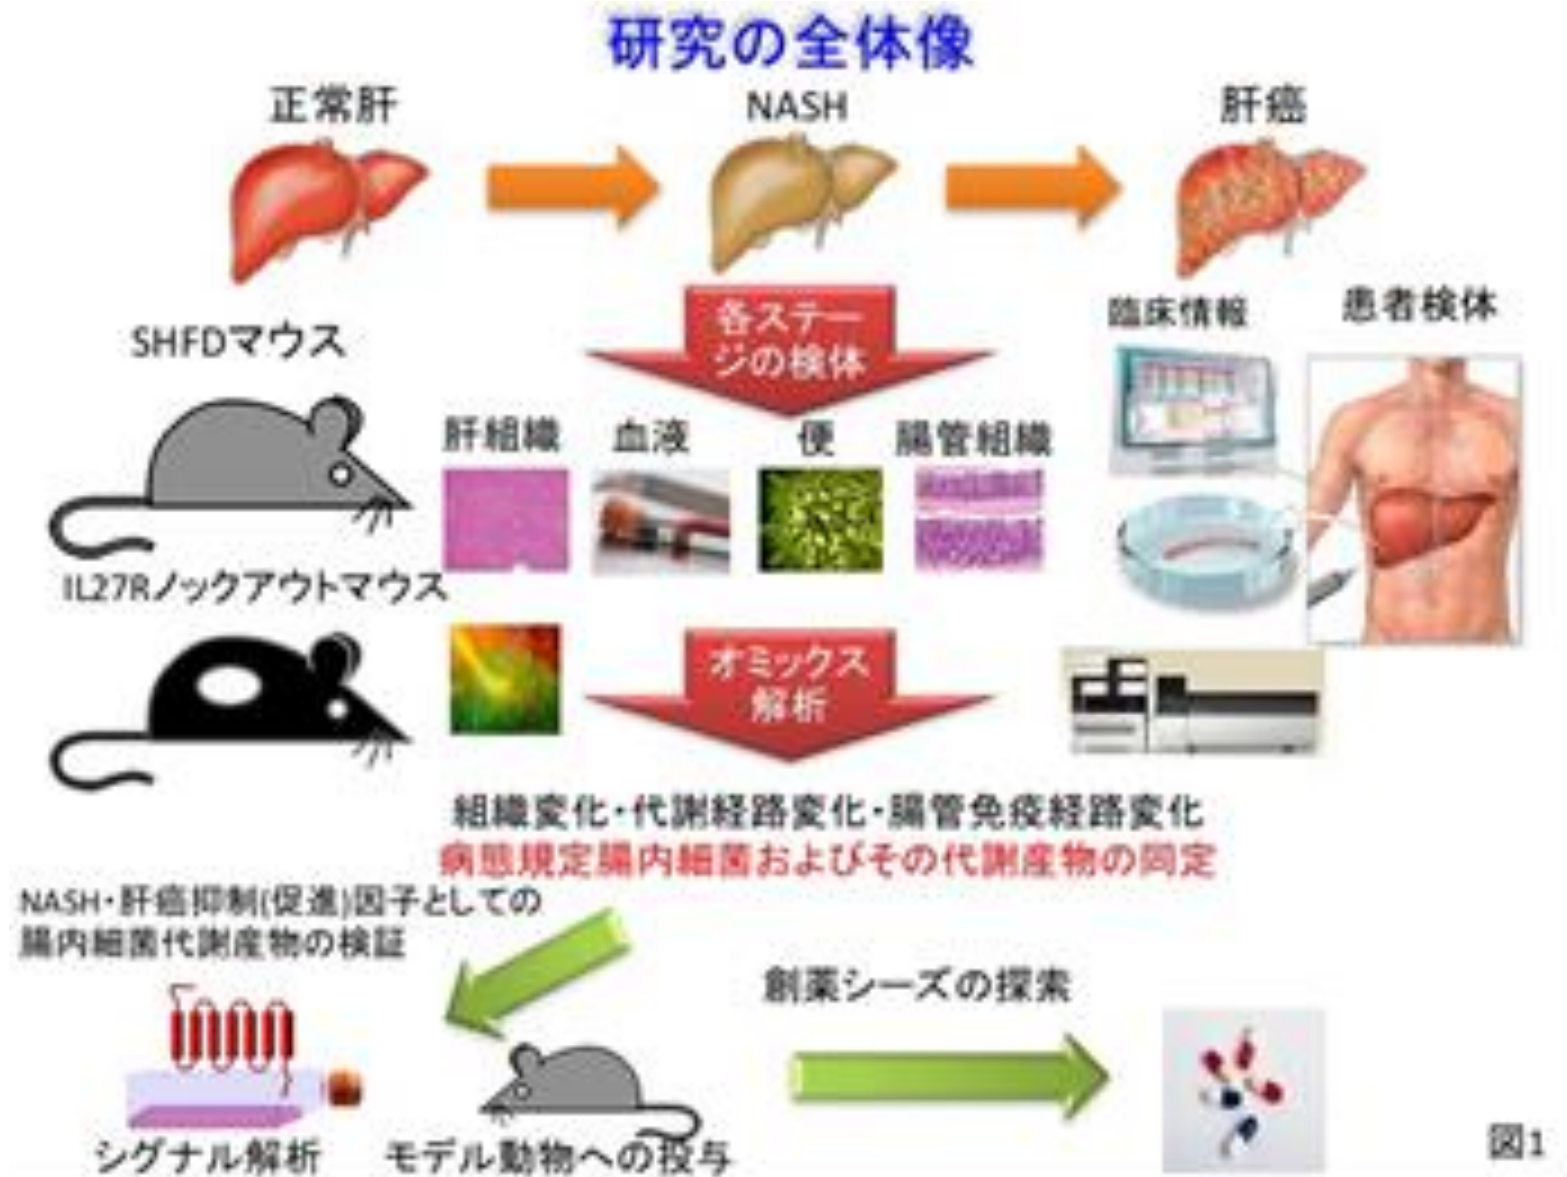 研究の全体像
正常肝
NASH
肝癌
各ステー
ジの検体
臨床情報
患者検体
SHFDマウス
肝組織
血液
便
腸管組織
IL27Rノックアウトマウス
オミックス
解析
組織変化・代謝経路変化・腸管免疫経路変化
病態規定腸内細菌およびその代謝産物の同定
NASH・肝癌抑制(促進)因子としての
腸内細菌代謝産物の検証
創薬シーズの探索
シグナル解析
モデル動物への投与
図1